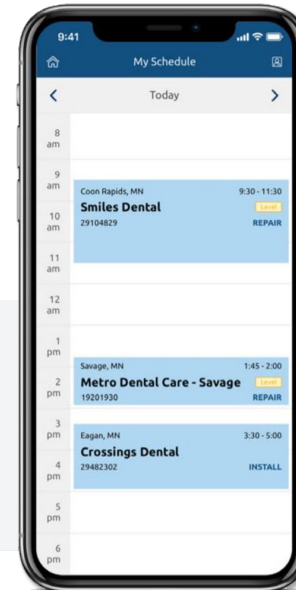 9:41
My Schedule
Today
8
am
9
am
Coon Rapids, MN 9:30 - 11:30
Smiles Dental Level
10
am
29104829 REPAIR
11
am
12
am
1
pm
Savage, MN 1:45 - 2:00
2
pm
Metro Dental Care - Savage Level
19201930 REPAIR
3
pm
Eagan, MN 3:30 - 5:00
Crossings Dental
4
pm
29482302 INSTALL
5
pm
6
pm